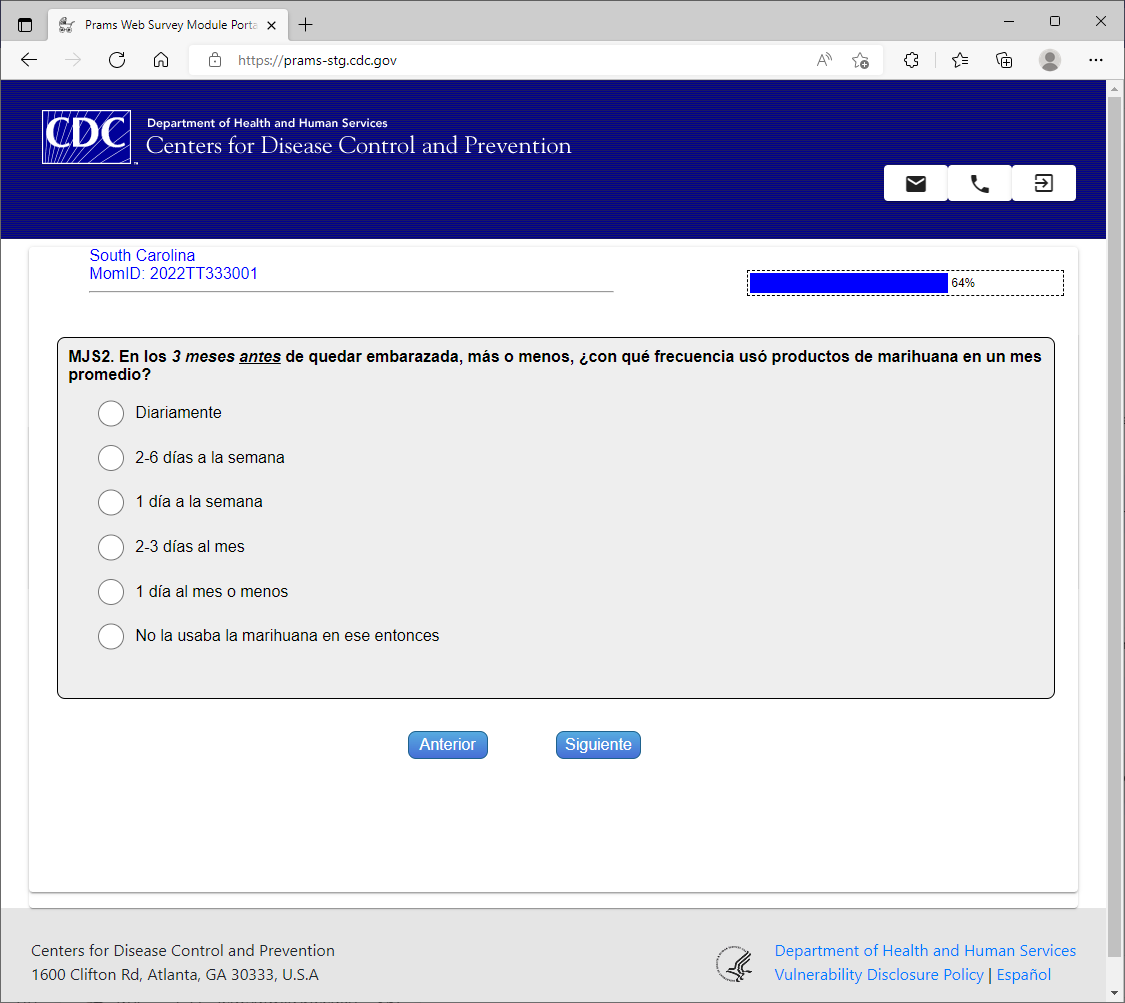 Prams Web Survey Module Porta
https://prams-stg.cdc.gov
CDC
Department of Health and Human Services
Centers for Disease Control and Prevention
South Carolina
MomID: 2022TT333001
64%
MJS2. En los 3 meses antes de quedar embarazada, más o menos, ¿con qué frecuencia usó productos de marihuana en un mes
promedio?
Diariamente
2-6 días a la semana
1 día a la semana
2-3 días al mes
1 día al mes o menos
No la usaba la marihuana en ese entonces
Anterior
Siguiente
Centers for Disease Control and Prevention
1600 Clifton Rd, Atlanta, GA 30333, U.S.A
Department of Health and Human Services
Vulnerability Disclosure Policy | Español